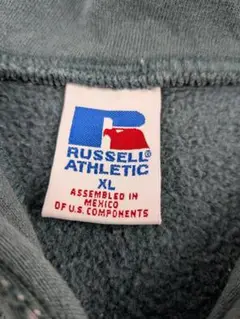 R
RUSSELL®
ATHLETIC
XL
ASSEMBLED IN
MEXICO
OF U.S. COMPONENTS